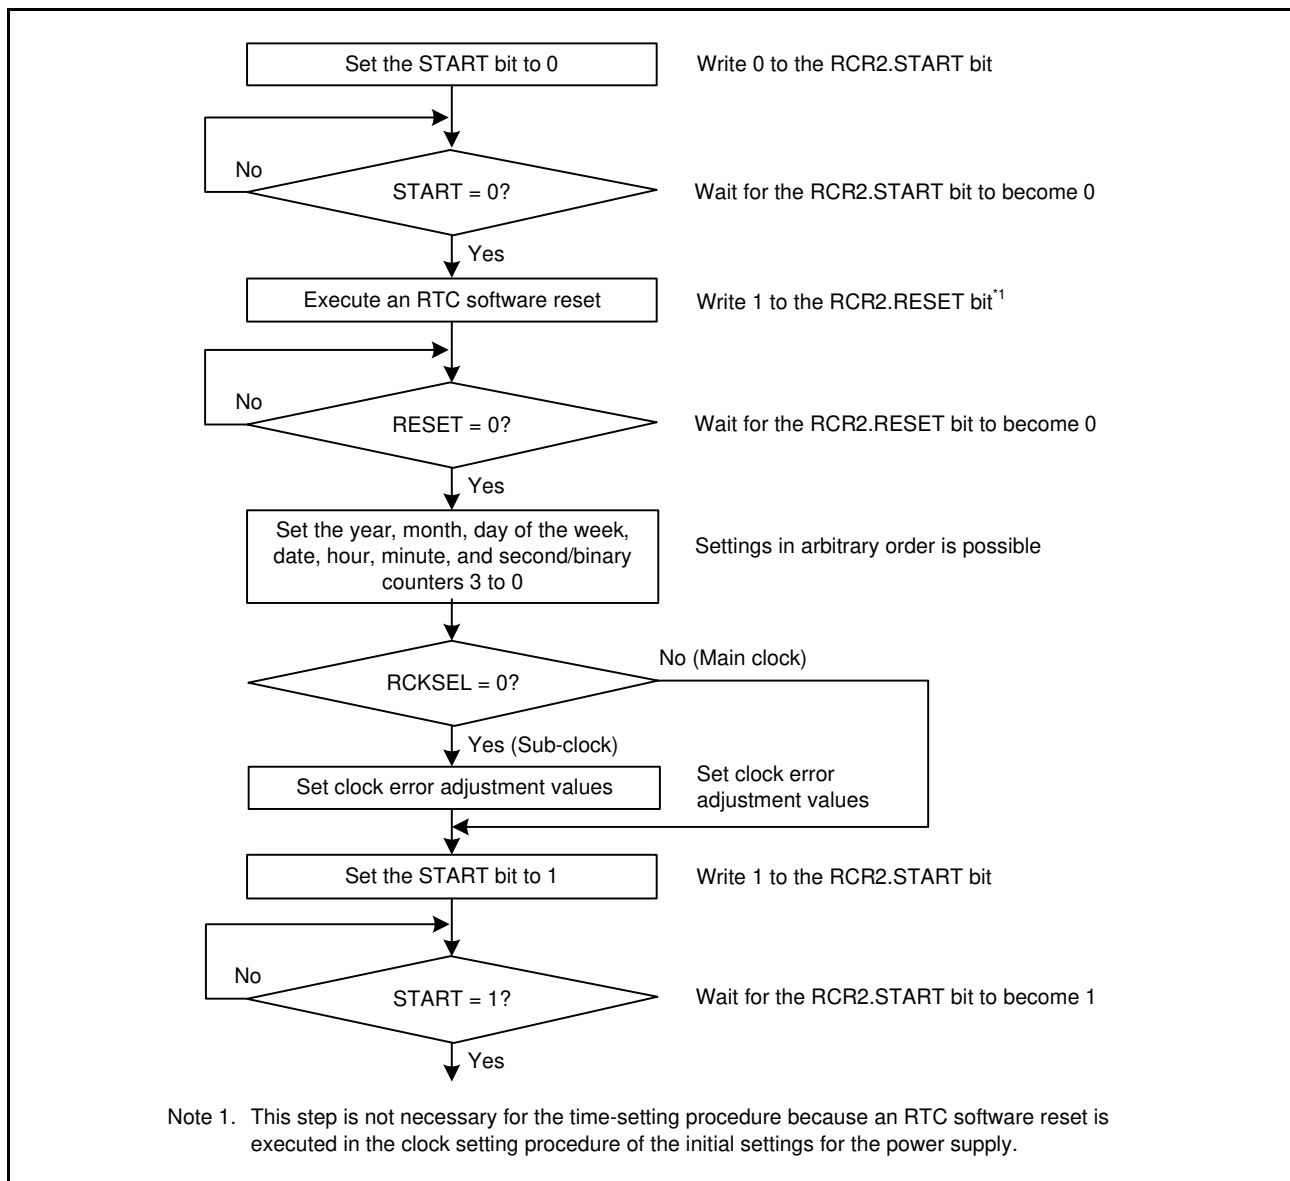 Set the START bit to 0
Write 0 to the RCR2.START bit
No
START = 0?
Wait for the RCR2.START bit to become 0
Yes
Execute an RTC software reset
Write 1 to the RCR2.RESET bit*1
No
RESET = 0?
Wait for the RCR2.RESET bit to become 0
Yes
Set the year, month, day of the week,
date, hour, minute, and second/binary
counters 3 to 0
Settings in arbitrary order is possible
No (Main clock)
RCKSEL = 0?
Yes (Sub-clock)
Set clock error adjustment values
Set clock error
adjustment values
Set the START bit to 1
Write 1 to the RCR2.START bit
No
START = 1?
Wait for the RCR2.START bit to become 1
Yes
Note 1. This step is not necessary for the time-setting procedure because an RTC software reset is
executed in the clock setting procedure of the initial settings for the power supply.